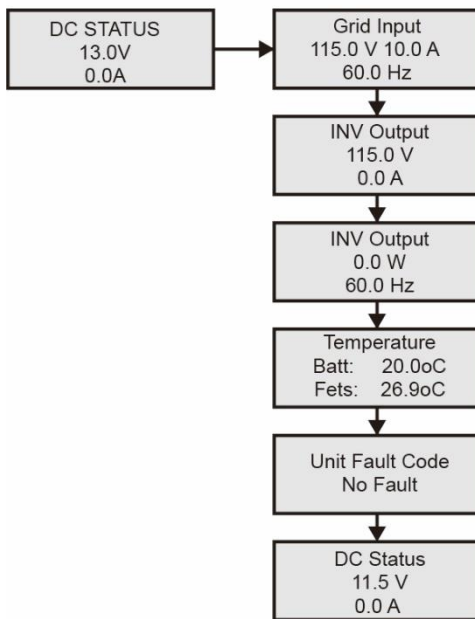 DC STATUS
13.0V
0.0A
Grid Input
115.0 V 10.0 A
60.0 Hz
INV Output
115.0 V
0.0 A
INV Output
0.0 W
60.0 Hz
Temperature
Batt: 20.0oC
Fets: 26.9oC
Unit Fault Code
No Fault
DC Status
11.5 V
0.0 A